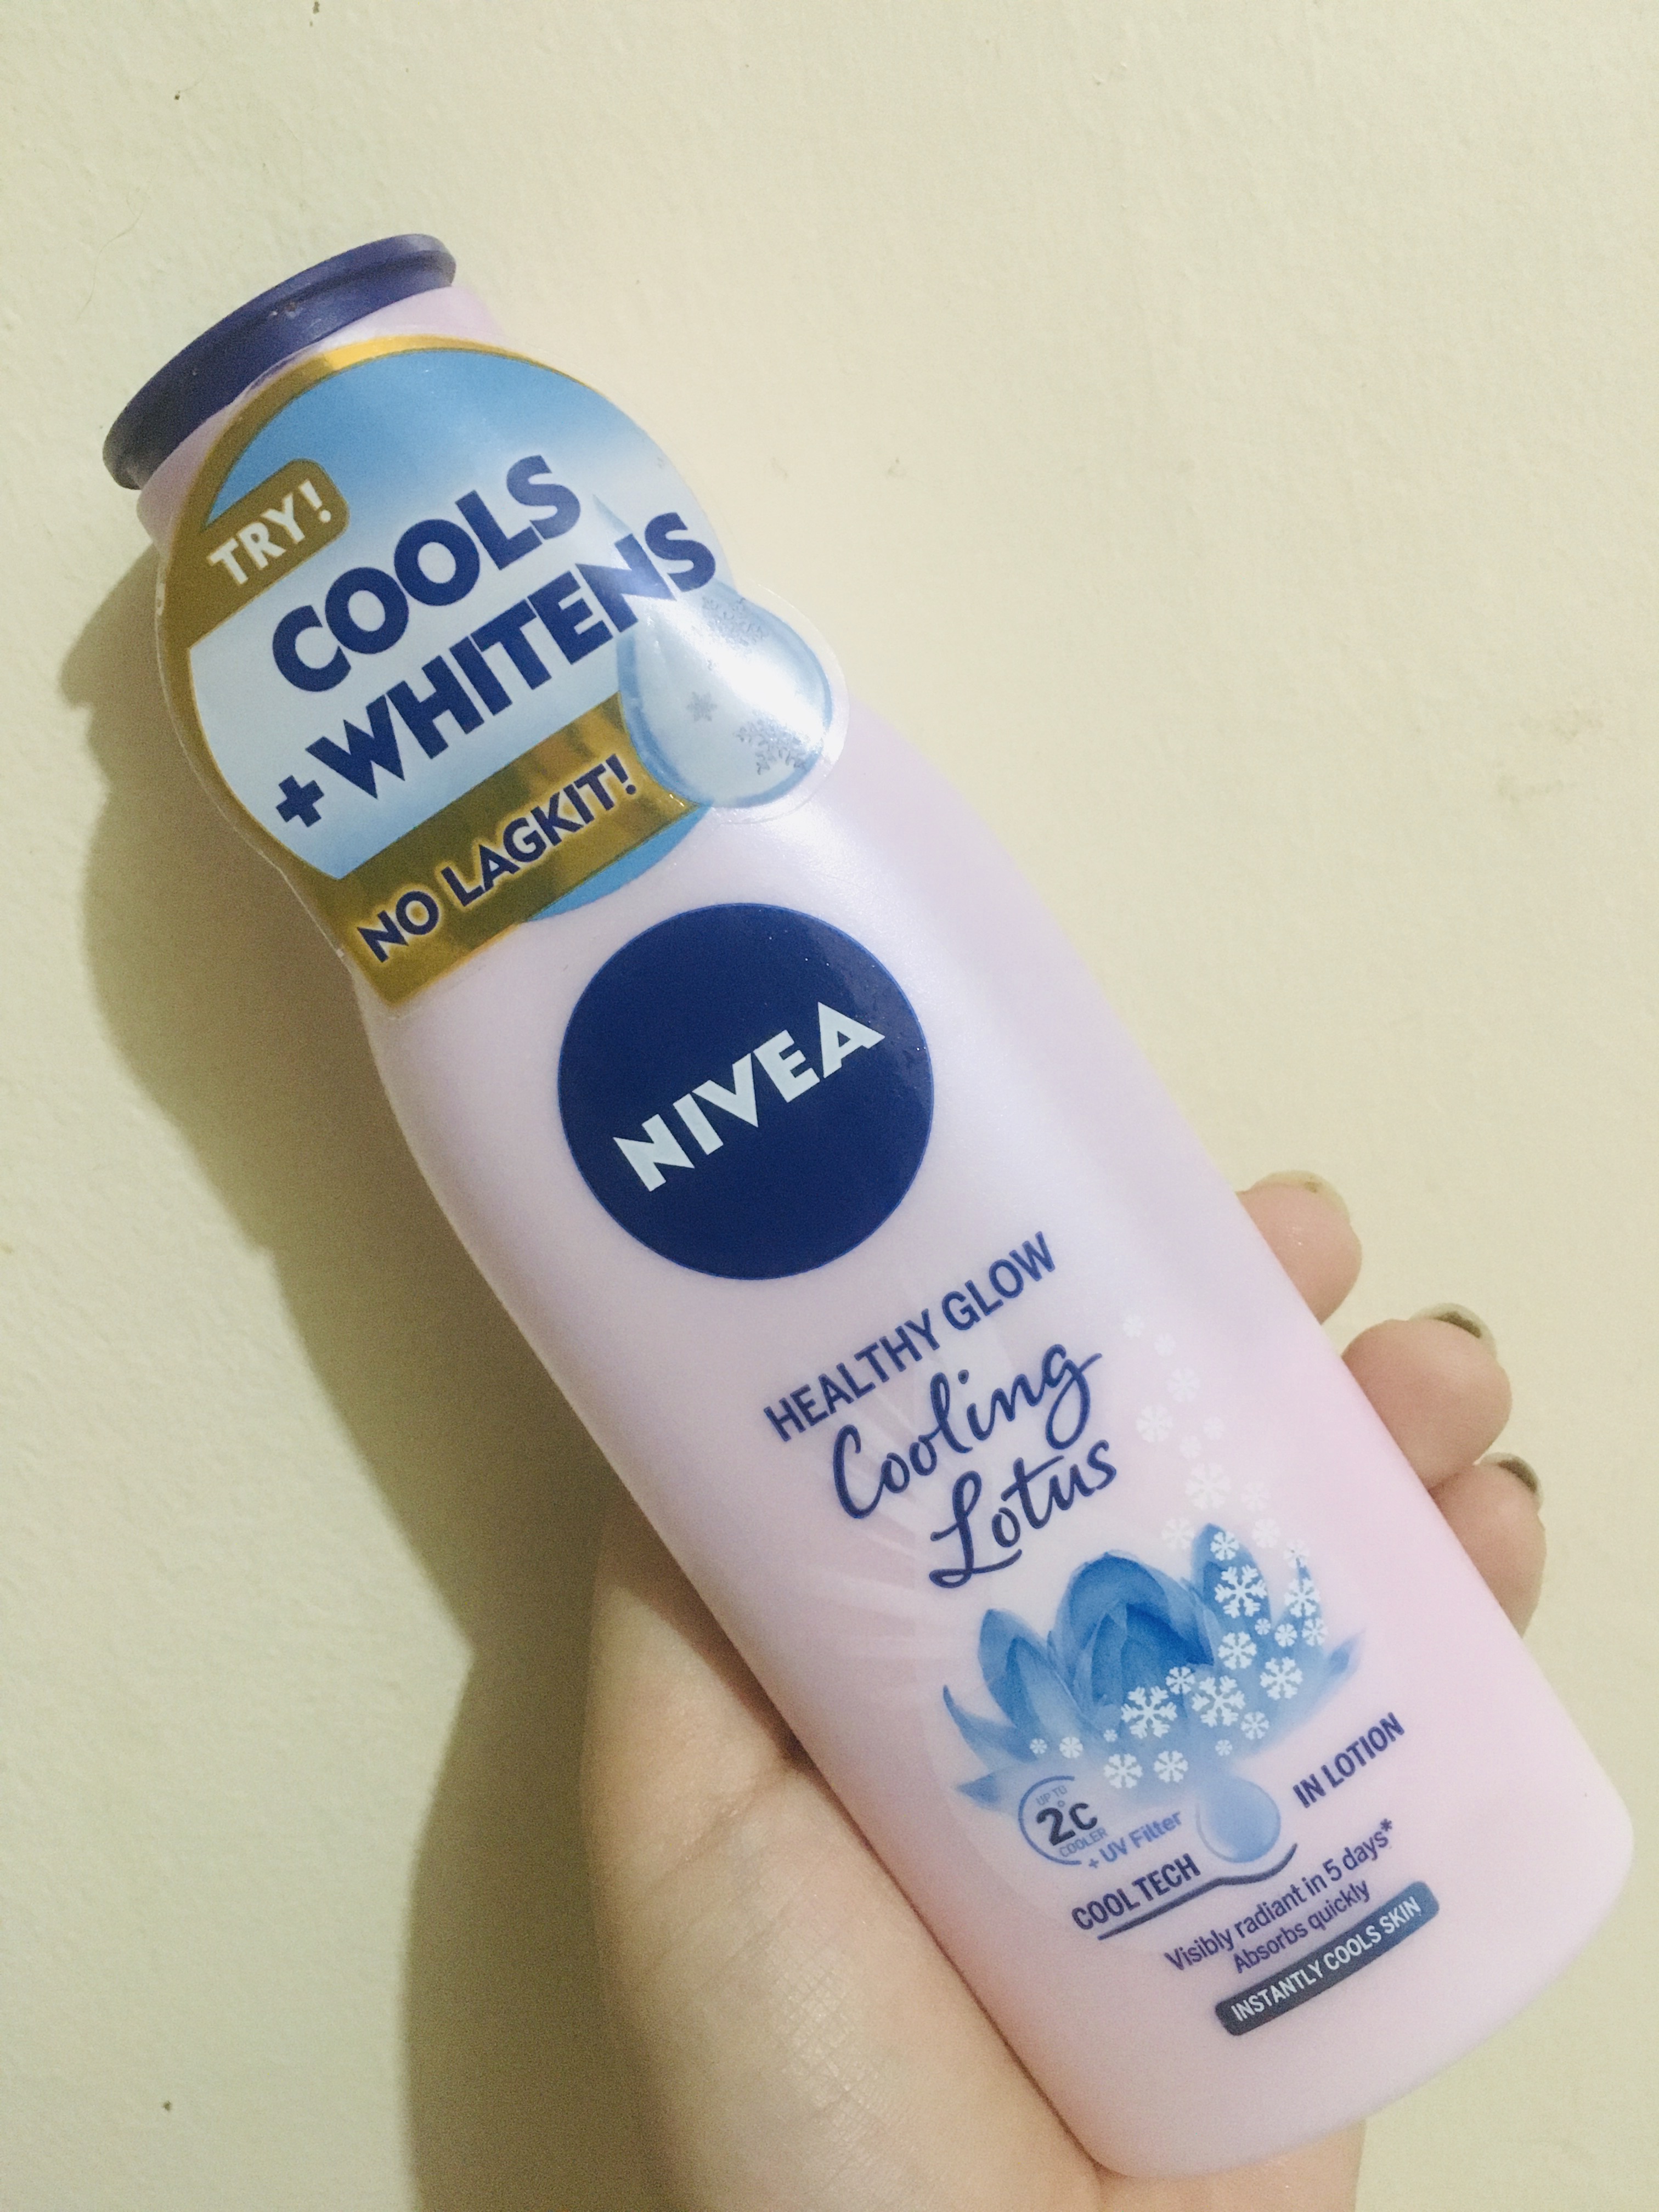 TRY!
COOLS
+WHITENS
NO LAGKIT!
NIVEA
HEALTHY GLOW
Cooling
Lotus
UP TO
2°C
COOLER
+ UV Filter
COOL TECH
IN LOTION
Visibly radiant in 5 days*
Absorbs quickly
INSTANTLY COOLS SKIN